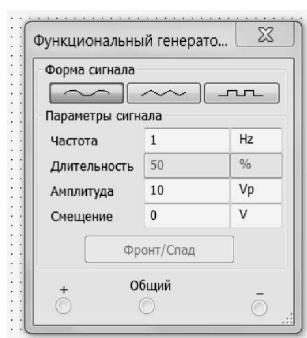 Функциональный генерато...
Форма сигнала
Параметры сигнала
Частота 1 Hz
Длительность 50 %
Амплитуда 10 Vp
Смещение 0 V
Фронт/Спад
+ Общий –